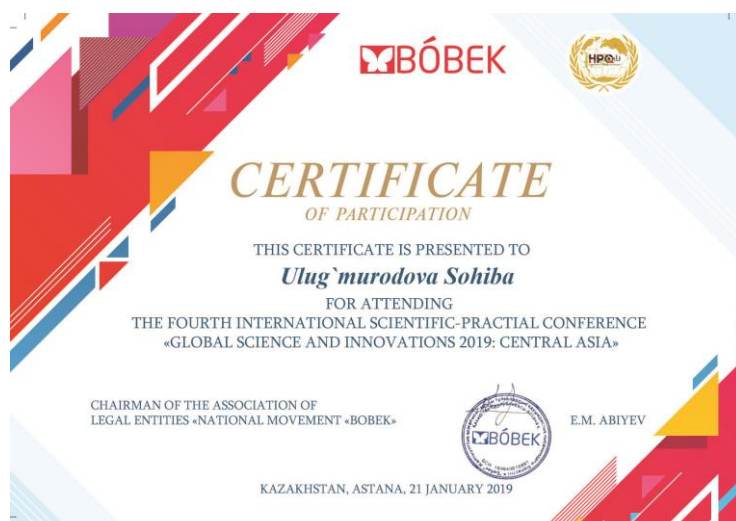 BÓBEK
HPQ
CERTIFICATE
OF PARTICIPATION
THIS CERTIFICATE IS PRESENTED TO
Ulug`murodova Sohiba
FOR ATTENDING
THE FOURTH INTERNATIONAL SCIENTIFIC-PRACTIAL CONFERENCE
«GLOBAL SCIENCE AND INNOVATIONS 2019: CENTRAL ASIA»
CHAIRMAN OF THE ASSOCIATION OF
LEGAL ENTITIES «NATIONAL MOVEMENT «BOBEK»
BÓBEK
E.M. ABIYEV
KAZAKHSTAN, ASTANA, 21 JANUARY 2019